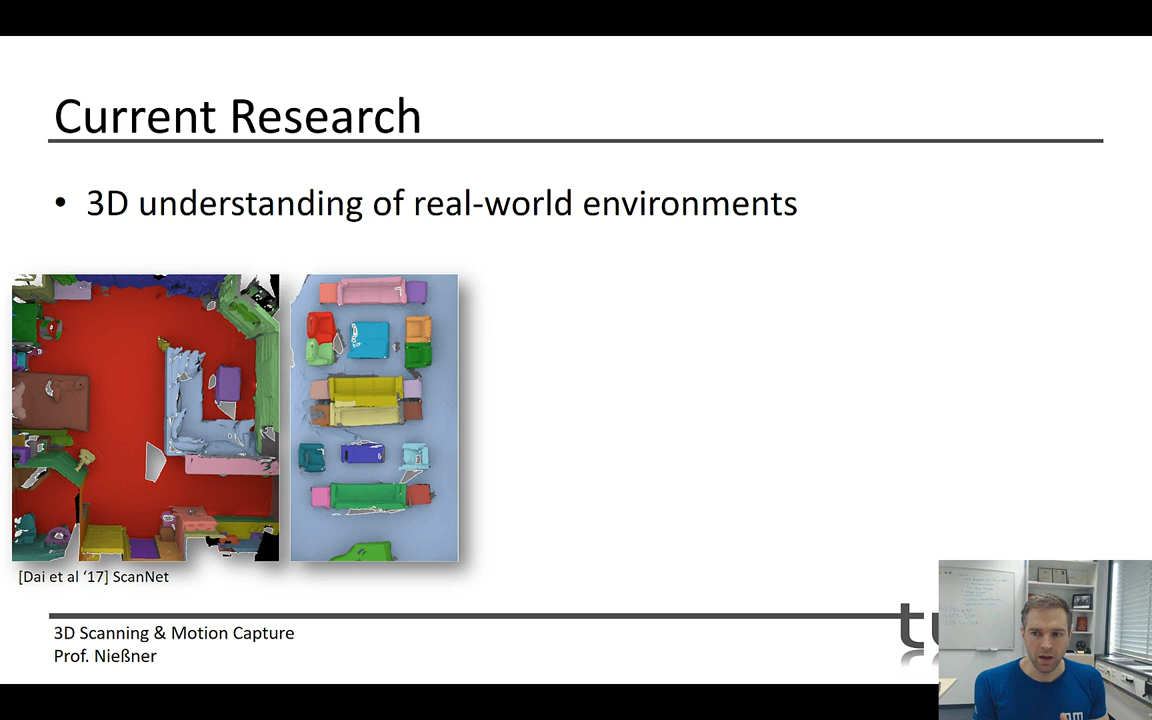 Current Research
• 3D understanding of real-world environments
[Dai et al ‘17] ScanNet
3D Scanning & Motion Capture
Prof. Nießner